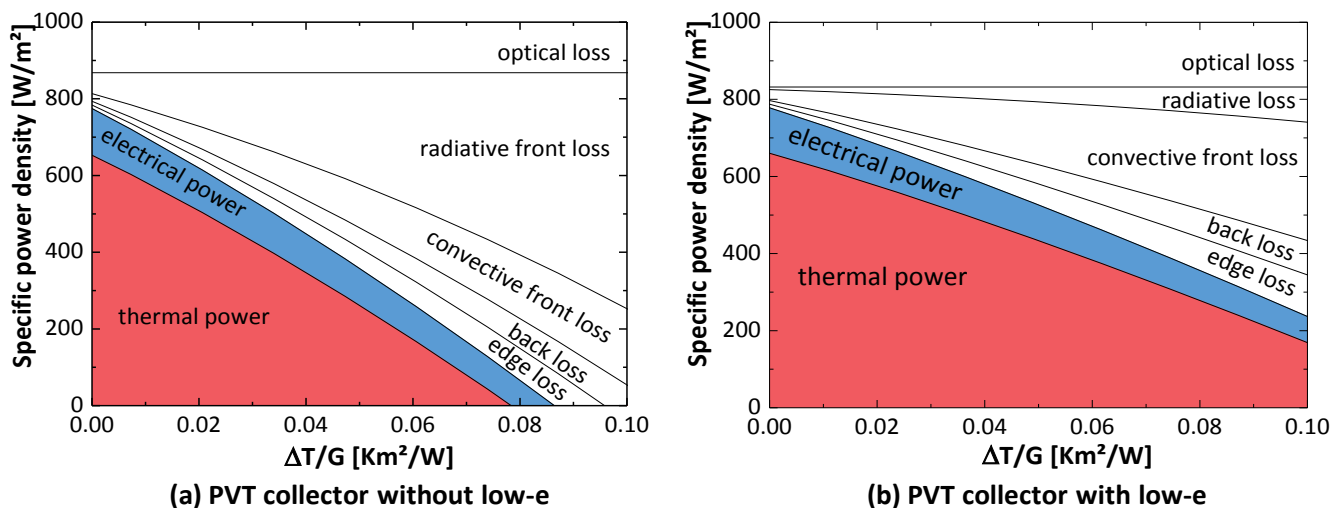 Specific power density [W/m²]
1000
800
600
400
200
0
optical loss
radiative front loss
convective front loss
back loss
edge loss
electrical power
thermal power
0.00 0.02 0.04 0.06 0.08 0.10
ΔT/G [Km²/W]
(a) PVT collector without low-e
Specific power density [W/m²]
1000
800
600
400
200
0
optical loss
radiative loss
convective front loss
back loss
edge loss
electrical power
thermal power
0.00 0.02 0.04 0.06 0.08 0.10
ΔT/G [Km²/W]
(b) PVT collector with low-e